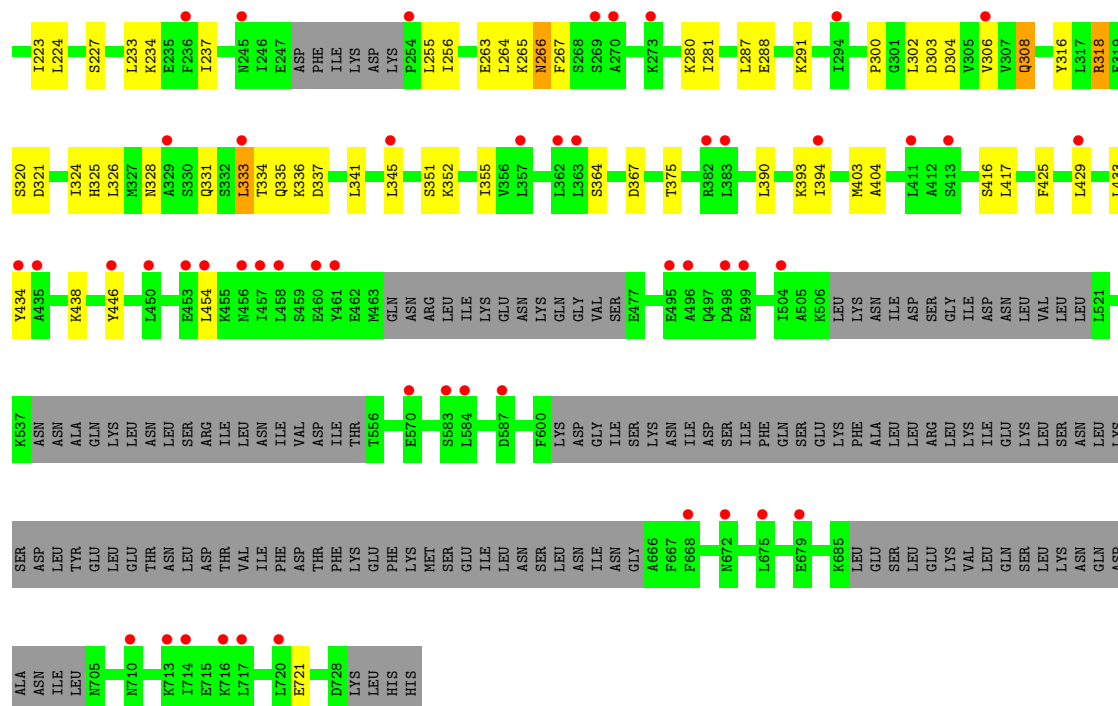 I223 L224 S227 L233 K234 E235 F236 I237 N245 I246 E247 ASP PHE ILE ASP LYS P254 L255 I256 E263 L264 K265 N266 F267 S268 S269 A270 K273 K280 I281 L287 E288 K291 I294 P300 G301 L302 D303 D304 V305 V306 V307 Q308 Y316 L317 R318 E319
S320 D321 I324 H325 L326 M327 N328 A329 S330 Q331 S332 L333 T334 Q335 K336 D337 L341 L345 S351 K352 I355 V356 L357 L362 L363 S364 D367 T375 R382 L383 L390 K393 I394 M403 A404 L411 A412 S413 S416 L417 F425 L429 L433
Y434 A435 K438 Y446 L450 E453 L454 K455 N456 I457 L458 S459 E460 Y461 E462 M463 GLN ASN ARG LEU ILE LYS GLU ASN LYS GLN GLY VAL SER E477 E495 A496 Q497 D498 E499 I504 A505 K506 LEU LYS ASN ILE ASP SER GLY ILE ASP ASN LEU VAL LEU LEU L521
K537 ASN ASN ALA GLN LYS LEU ASN LEU SER ARG ILE LEU ASN ILE VAL ASP ILE THR T556 E570 S583 L584 D587 F600 LYS ASP GLY ILE SER LYS ASN ILE ASP SER ILE PHE GLN SER GLU LYS PHE ALA LEU LEU ARG LEU LYS ILE GLU LYS LEU SER ASN LEU LYS
SER ASP LEU TYR GLU LEU GLU THR ASN LEU ASP THR VAL ILE PHE ASP THR PHE LYS GLU PHE LYS MET SER GLU ILE LEU ASN SER LEU ASN ILE ASN GLY A666 F667 F668 N672 L675 E679 K685 LEU GLU SER LEU GLU LYS VAL LEU GLN SER LEU LYS ASN GLN ASP
ALA ASN ILE LEU N705 N710 K713 I714 E715 K716 L717 L720 E721 D728 LYS LEU HIS HIS